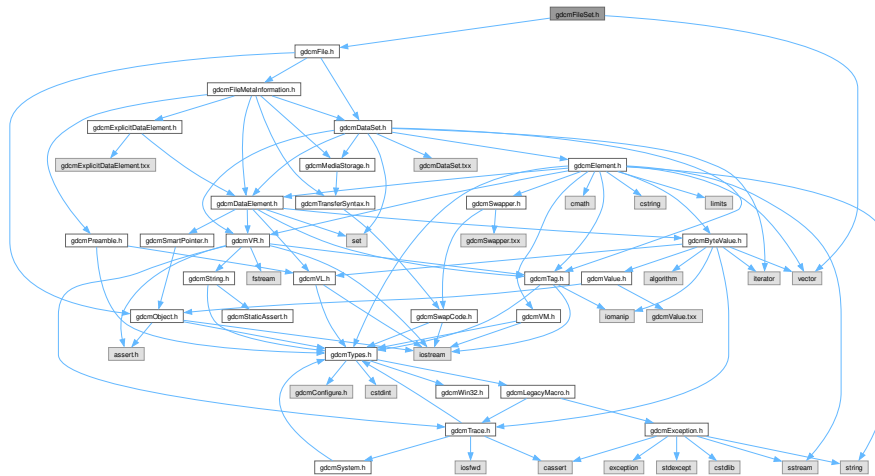 gdcmFileSet.h
gdcmFile.h
gdcmFileMetaInformation.h
gdcmExplicitDataElement.h
gdcmDataSet.h
gdcmExplicitDataElement.txx
gdcmMediaStorage.h
gdcmDataSet.txx
gdcmElement.h
gdcmDataElement.h
gdcmTransferSyntax.h
gdcmSwapper.h
cmath
cstring
limits
gdcmPreamble.h
gdcmSmartPointer.h
gdcmVR.h
set
gdcmSwapper.txx
gdcmByteValue.h
gdcmString.h
fstream
gdcmVL.h
gdcmTag.h
gdcmValue.h
algorithm
iterator
vector
gdcmObject.h
gdcmStaticAssert.h
gdcmSwapCode.h
gdcmVM.h
iomanip
gdcmValue.txx
assert.h
gdcmTypes.h
iostream
gdcmConfigure.h
cstdint
gdcmWin32.h
gdcmLegacyMacro.h
gdcmTrace.h
gdcmException.h
gdcmSystem.h
iosfwd
cassert
exception
stdexcept
cstdlib
sstream
string